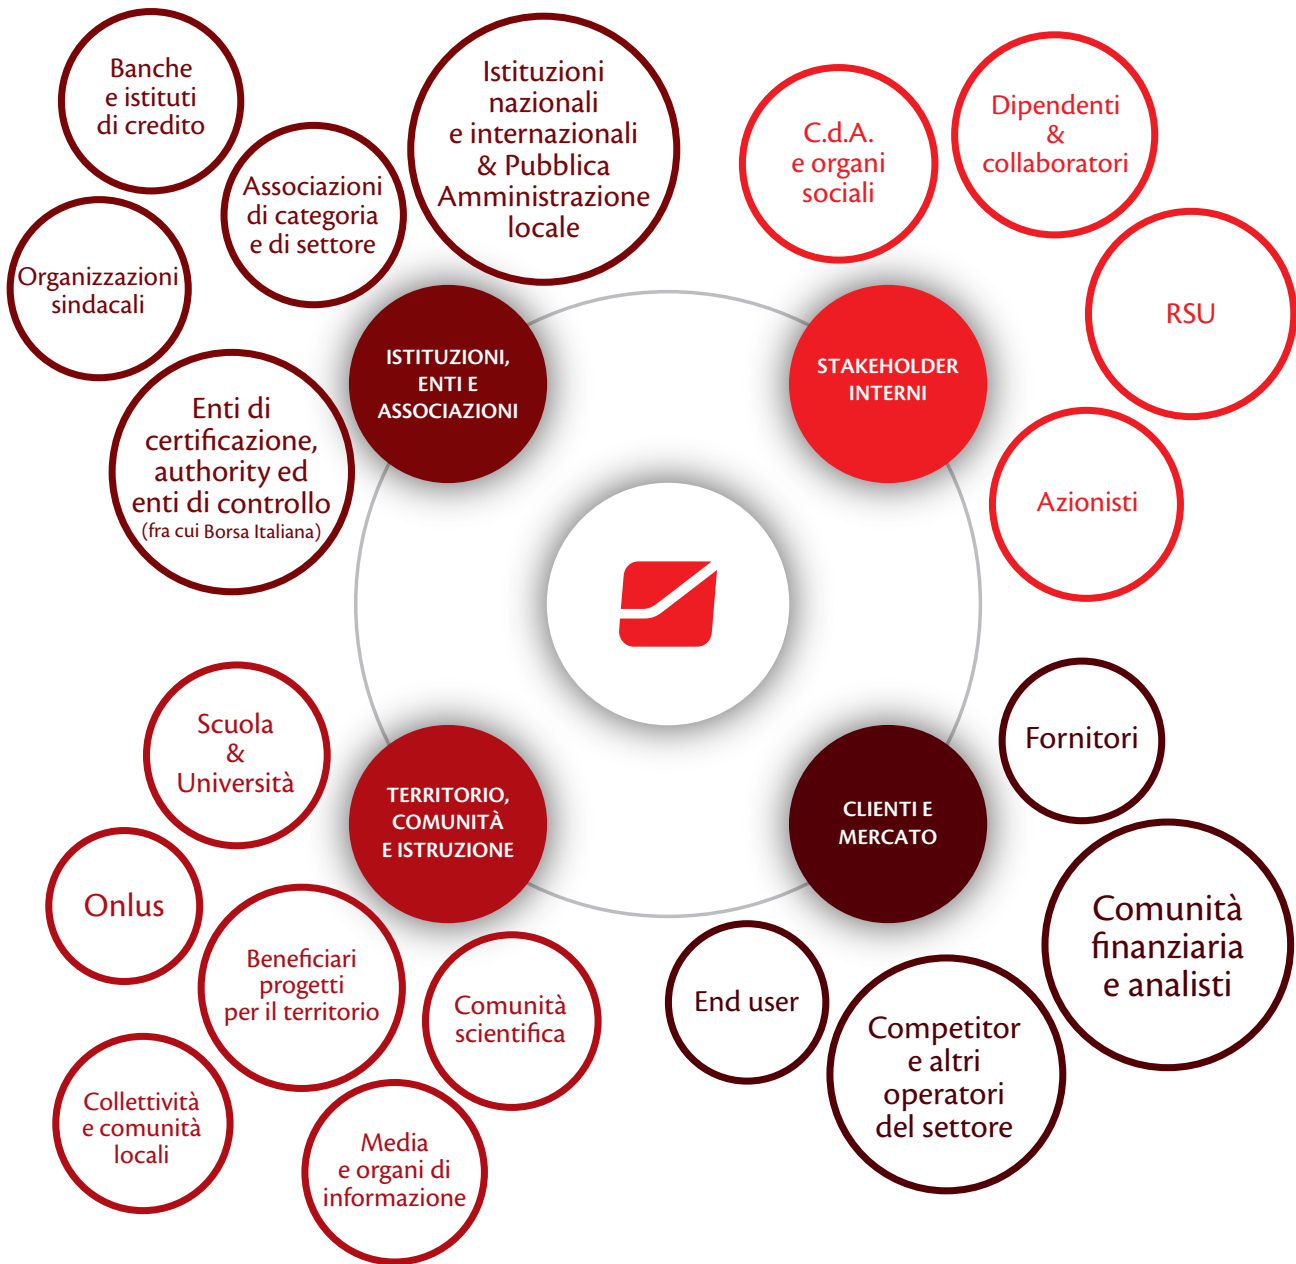 Banche
e istituti
di credito
Istituzioni
nazionali
e internazionali
& Pubblica
Amministrazione
locale
Associazioni
di categoria
e di settore
Organizzazioni
sindacali
Enti di
certificazione,
authority ed
enti di controllo
(fra cui Borsa Italiana)
ISTITUZIONI,
ENTI E
ASSOCIAZIONI
C.d.A.
e organi
sociali
Dipendenti
&
collaboratori
RSU
Azionisti
STAKEHOLDER
INTERNI
Scuola
&
Università
Onlus
Beneficiari
progetti
per il territorio
Comunità
scientifica
Collettività
e comunità
locali
Media
e organi di
informazione
TERRITORIO,
COMUNITÀ
E ISTRUZIONE
CLIENTI E
MERCATO
Fornitori
Comunità
finanziaria
e analisti
End user
Competitor
e altri
operatori
del settore